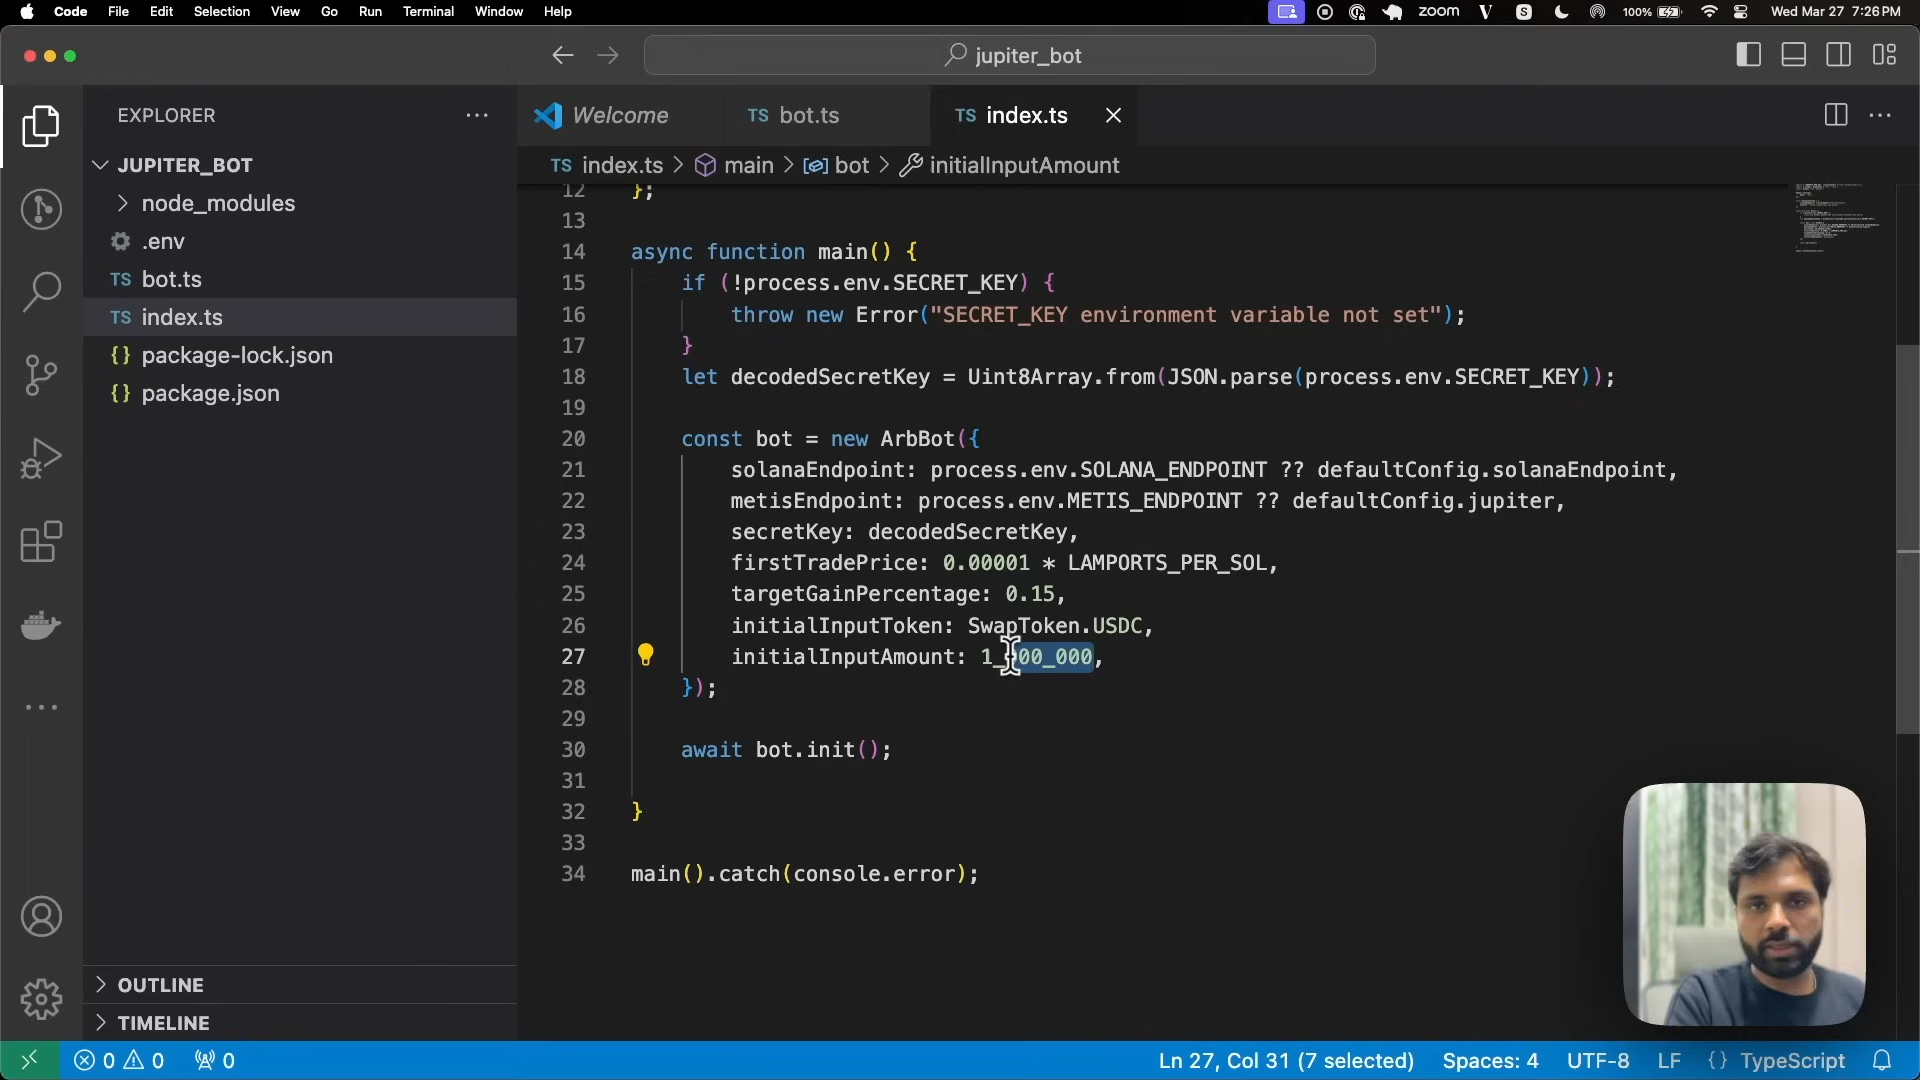 Code File Edit Selection View Go Run Terminal Window Help zoom V S 100% Wed Mar 27 7:26 PM
jupiter_bot
EXPLORER
Welcome
TS bot.ts
TS index.ts
TS index.ts > main > bot > initialInputAmount
JUPITER_BOT
node_modules
.env
TS bot.ts
TS index.ts
{} package-lock.json
{} package.json
OUTLINE
TIMELINE
12 };
13
14 async function main() {
15 if (!process.env.SECRET_KEY) {
16 throw new Error("SECRET_KEY environment variable not set");
17 }
18 let decodedSecretKey = Uint8Array.from(JSON.parse(process.env.SECRET_KEY));
19
20 const bot = new ArbBot({
21 solanaEndpoint: process.env.SOLANA_ENDPOINT ?? defaultConfig.solanaEndpoint,
22 metisEndpoint: process.env.METIS_ENDPOINT ?? defaultConfig.jupiter,
23 secretKey: decodedSecretKey,
24 firstTradePrice: 0.00001 * LAMPORTS_PER_SOL,
25 targetGainPercentage: 0.15,
26 initialInputToken: SwapToken.USDC,
27 initialInputAmount: 1_000_000,
28 });
29
30 await bot.init();
31
32 }
33
34 main().catch(console.error);
0 0 0 Ln 27, Col 31 (7 selected) Spaces: 4 UTF-8 LF {} TypeScript